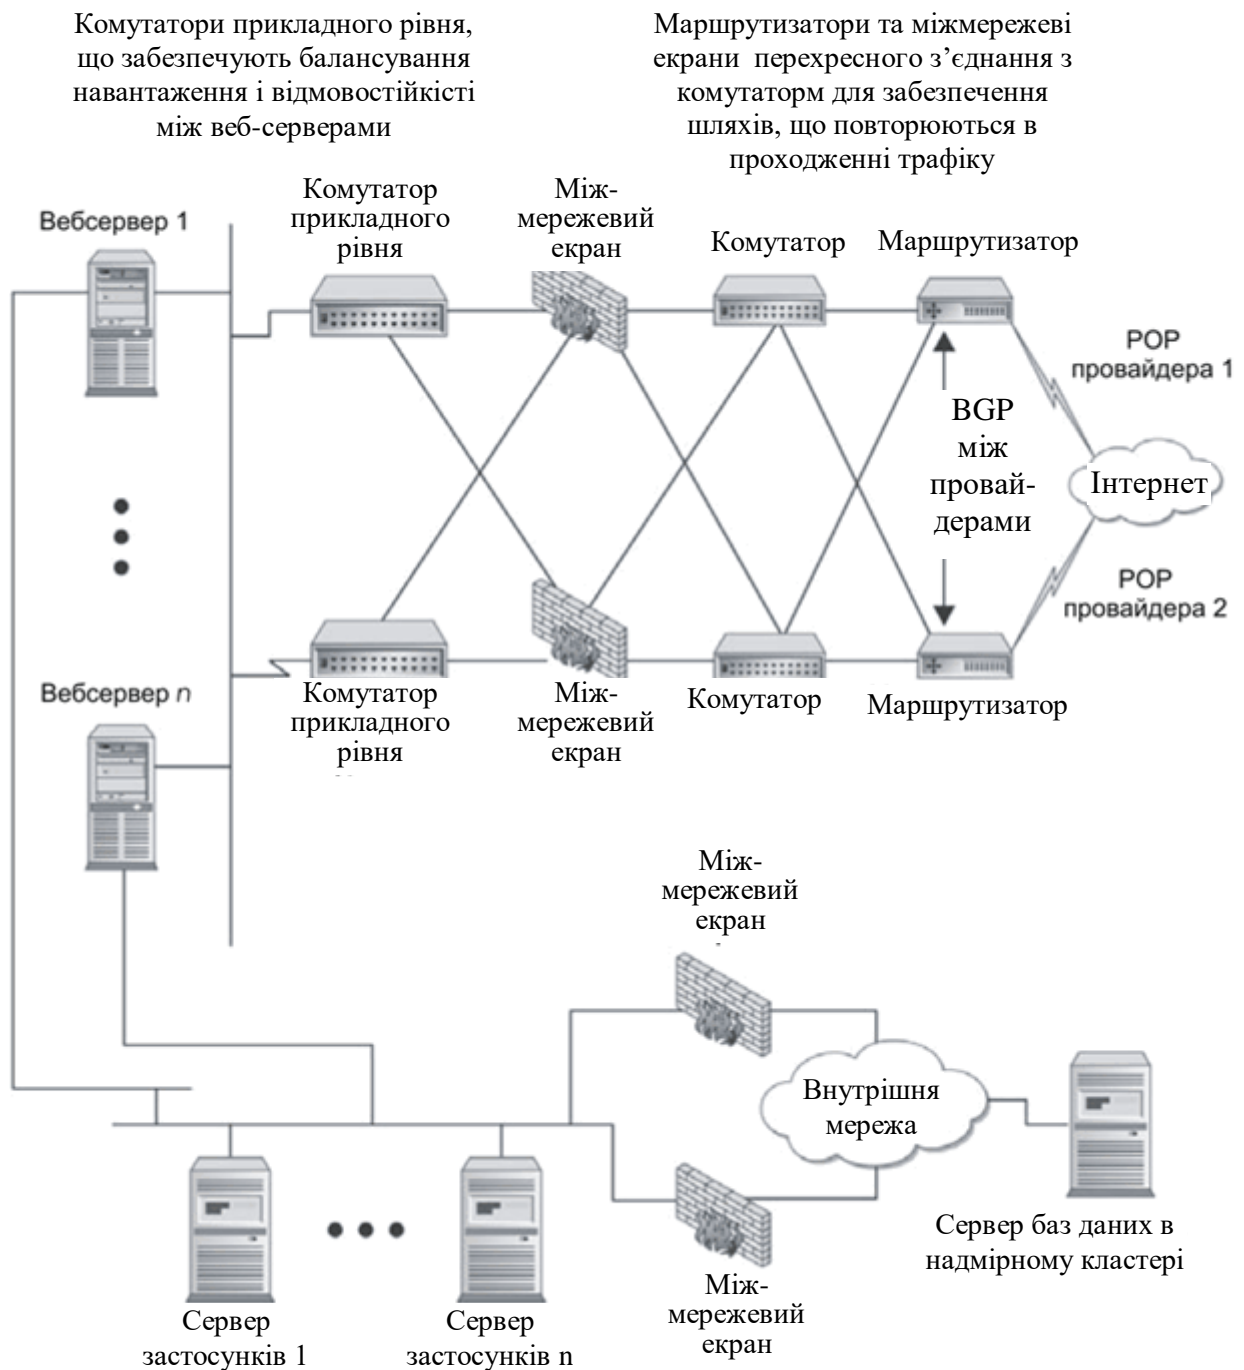 Комутатори прикладного рівня,
що забезпечують балансування
навантаження і відмовостійкісті
між веб-серверами
Маршрутизатори та міжмережеві
екрани перехресного з’єднання з
комутаторм для забезпечення
шляхів, що повторюються в
проходженні трафіку
Вебсервер 1
Комутатор
прикладного
рівня
Між-
мережевий
екран
Комутатор
Маршрутизатор
POP
провайдера 1
BGP
між
провай-
дерами
Інтернет
POP
провайдера 2
Вебсервер n
Комутатор
прикладного
рівня
Між-
мережевий
екран
Комутатор
Маршрутизатор
Між-
мережевий
екран
Внутрішня
мережа
Сервер баз даних в
надмірному кластері
Сервер
застосунків 1
Сервер
застосунків n
Між-
мережевий
екран